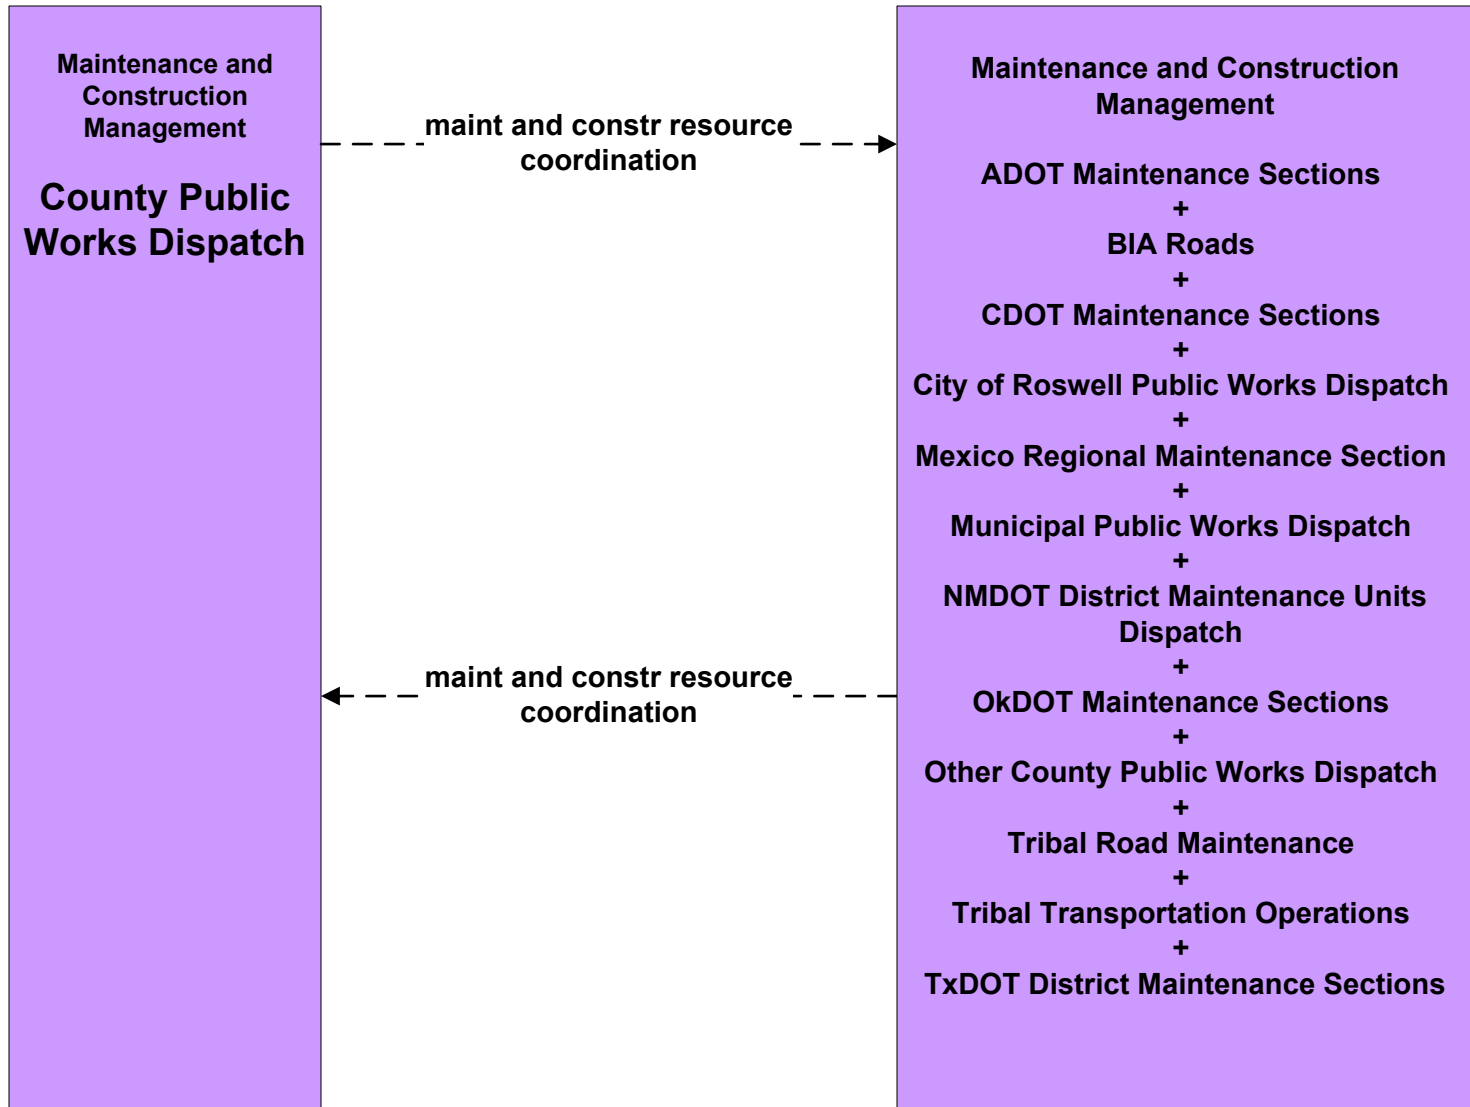 Maintenance and
Construction
Management
County Public
Works Dispatch
maint and constr resource
coordination
maint and constr resource
coordination
Maintenance and Construction
Management
ADOT Maintenance Sections
+
BIA Roads
+
CDOT Maintenance Sections
+
City of Roswell Public Works Dispatch
+
Mexico Regional Maintenance Section
+
Municipal Public Works Dispatch
+
NMDOT District Maintenance Units
Dispatch
+
OkDOT Maintenance Sections
+
Other County Public Works Dispatch
+
Tribal Road Maintenance
+
Tribal Transportation Operations
+
TxDOT District Maintenance Sections